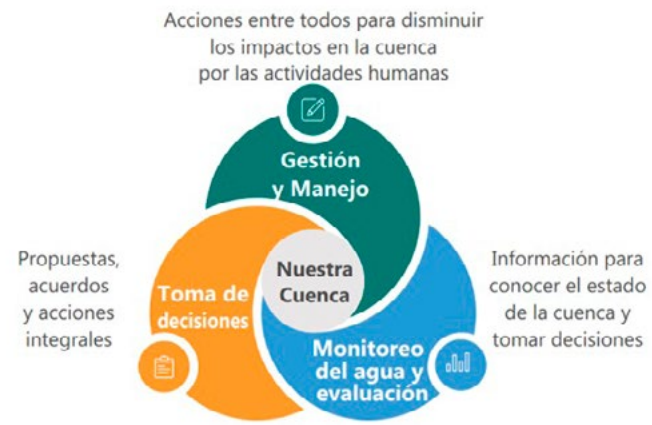 Acciones entre todos para disminuir
los impactos en la cuenca
por las actividades humanas
Gestión
y Manejo
Propuestas,
acuerdos
y acciones
integrales
Toma de
decisiones
Nuestra
Cuenca
Monitoreo
del agua y
evaluación
Información para
conocer el estado
de la cuenca y
tomar decisiones